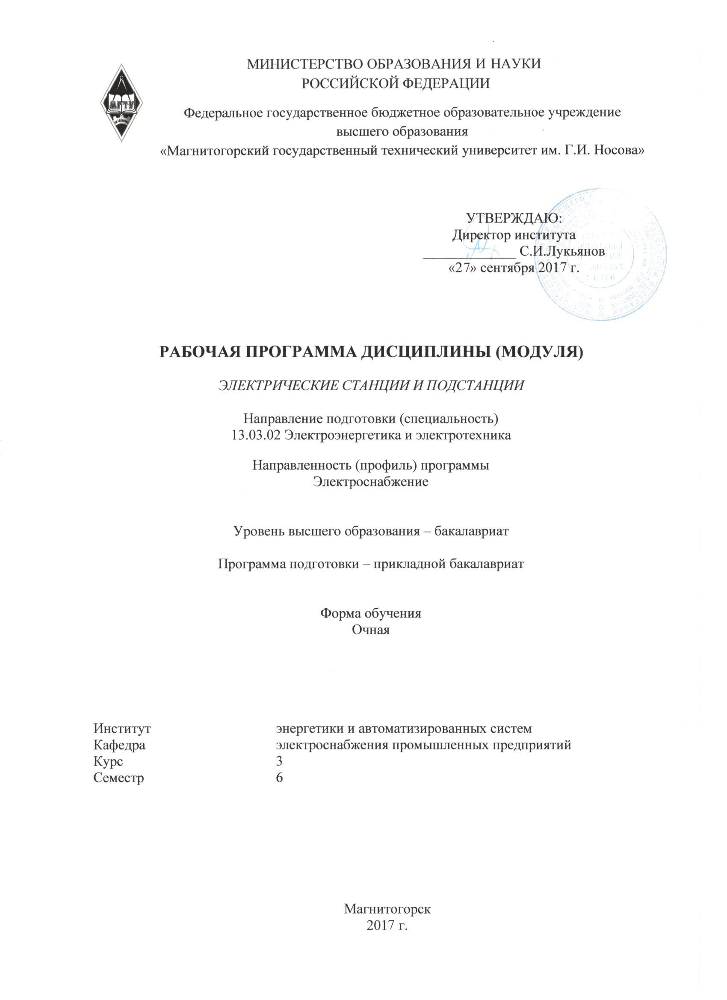 МИНИСТЕРСТВО ОБРАЗОВАНИЯ И НАУКИ
РОССИЙСКОЙ ФЕДЕРАЦИИ
МГТУ
Федеральное государственное бюджетное образовательное учреждение
высшего образования
«Магнитогорский государственный технический университет им. Г.И. Носова»
УТВЕРЖДАЮ:
Директор института
_____________ С.И.Лукьянов
«27» сентября 2017 г.
РАБОЧАЯ ПРОГРАММА ДИСЦИПЛИНЫ (МОДУЛЯ)
ЭЛЕКТРИЧЕСКИЕ СТАНЦИИ И ПОДСТАНЦИИ
Направление подготовки (специальность)
13.03.02 Электроэнергетика и электротехника
Направленность (профиль) программы
Электроснабжение
Уровень высшего образования – бакалавриат
Программа подготовки – прикладной бакалавриат
Форма обучения
Очная
Институт энергетики и автоматизированных систем
Кафедра электроснабжения промышленных предприятий
Курс 3
Семестр 6
Магнитогорск
2017 г.